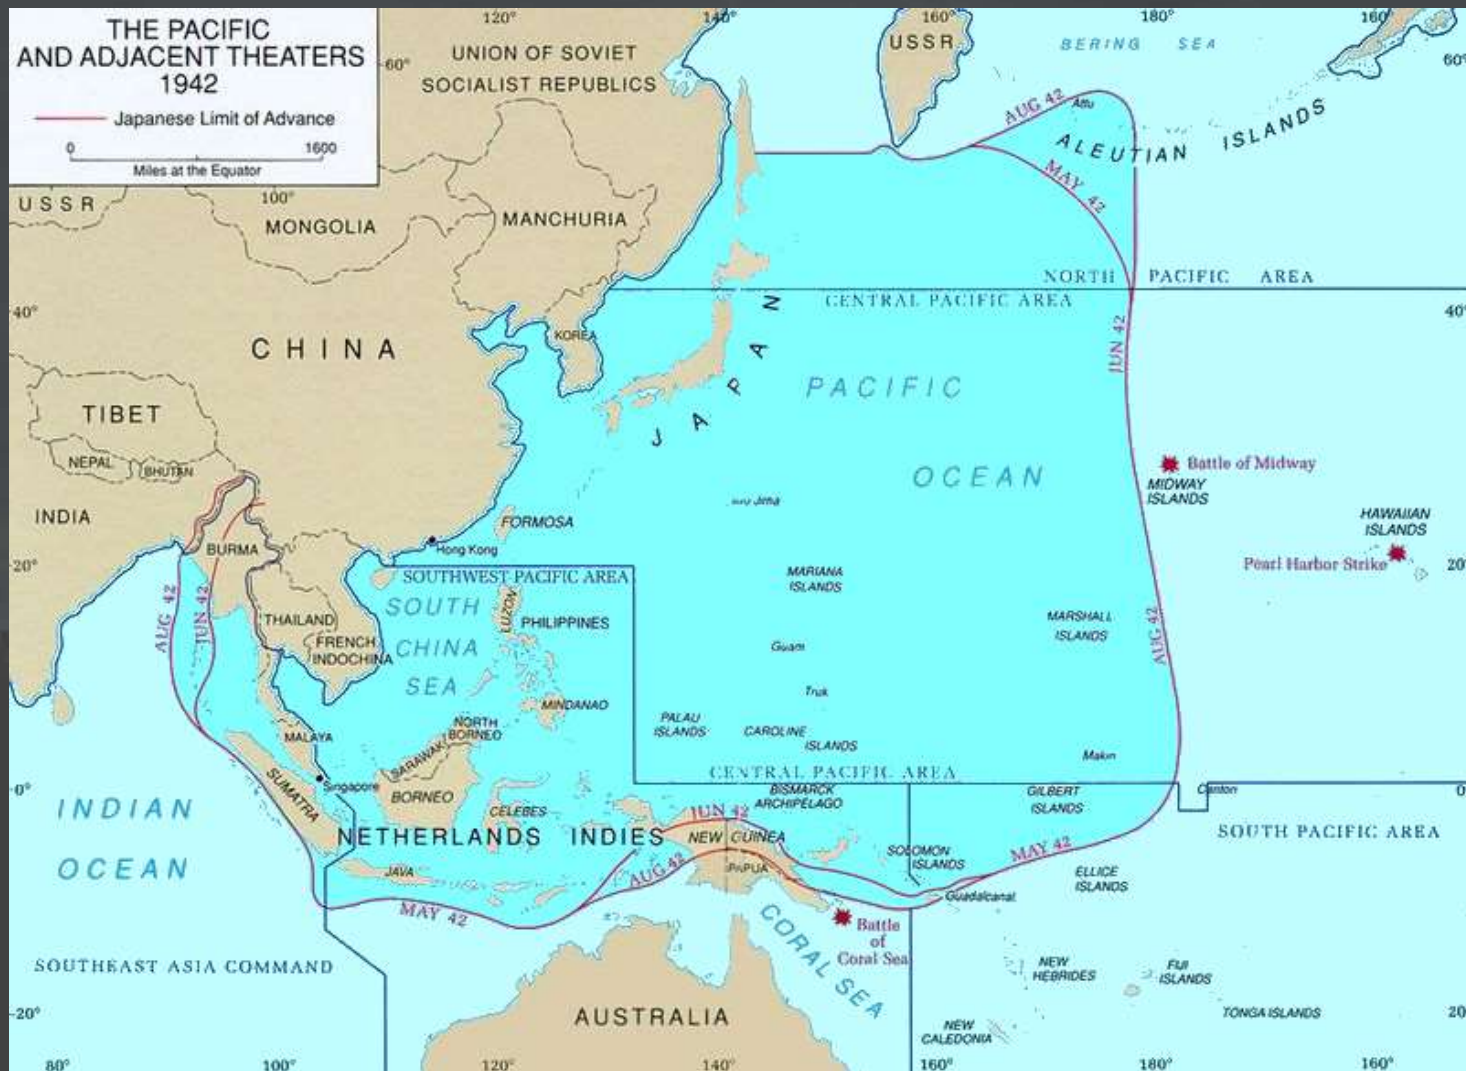 THE PACIFIC
AND ADJACENT THEATERS
1942
Japanese Limit of Advance
0 1600
Miles at the Equator
120° 140° 160° 180° 160°
60°
UNION OF SOVIET
SOCIALIST REPUBLICS
USSR
BERING SEA
60°
AUG 42
Attu
ALEUTIAN ISLANDS
MAY 42
USSR
100°
MONGOLIA
MANCHURIA
NORTH PACIFIC AREA
CENTRAL PACIFIC AREA
40°
40°
KOREA
CHINA
JAPAN
JUN 42
PACIFIC
OCEAN
TIBET
NEPAL
BHUTAN
Battle of Midway
MIDWAY
ISLANDS
INDIA
FORMOSA
Iwo Jima
HAWAIIAN
ISLANDS
BURMA
Hong Kong
Pearl Harbor Strike
20°
20°
SOUTHWEST PACIFIC AREA
MARIANA
ISLANDS
AUG 42
JUN 42
SOUTH
CHINA
SEA
LUZON
PHILIPPINES
THAILAND
FRENCH
INDOCHINA
MARSHALL
ISLANDS
AUG 42
Guam
Truk
MINDANAO
PALAU
ISLANDS
CAROLINE
ISLANDS
NORTH
BORNEO
MALAYA
SARAWAK
Makin
CENTRAL PACIFIC AREA
0°
0°
Singapore
SUMATRA
BORNEO
CELEBES
BISMARCK
ARCHIPELAGO
GILBERT
ISLANDS
Canton
INDIAN
OCEAN
NETHERLANDS INDIES
JUN 42
NEW GUINEA
SOUTH PACIFIC AREA
SOLOMON
ISLANDS
MAY 42
JAVA
AUG 42
PAPUA
ELLICE
ISLANDS
Guadalcanal
MAY 42
CORAL SEA
Battle
of
Coral Sea
SOUTHEAST ASIA COMMAND
NEW
HEBRIDES
FIJI
ISLANDS
AUSTRALIA
20°
20°
TONGA ISLANDS
NEW
CALEDONIA
80° 100° 120° 140° 160° 180° 160°